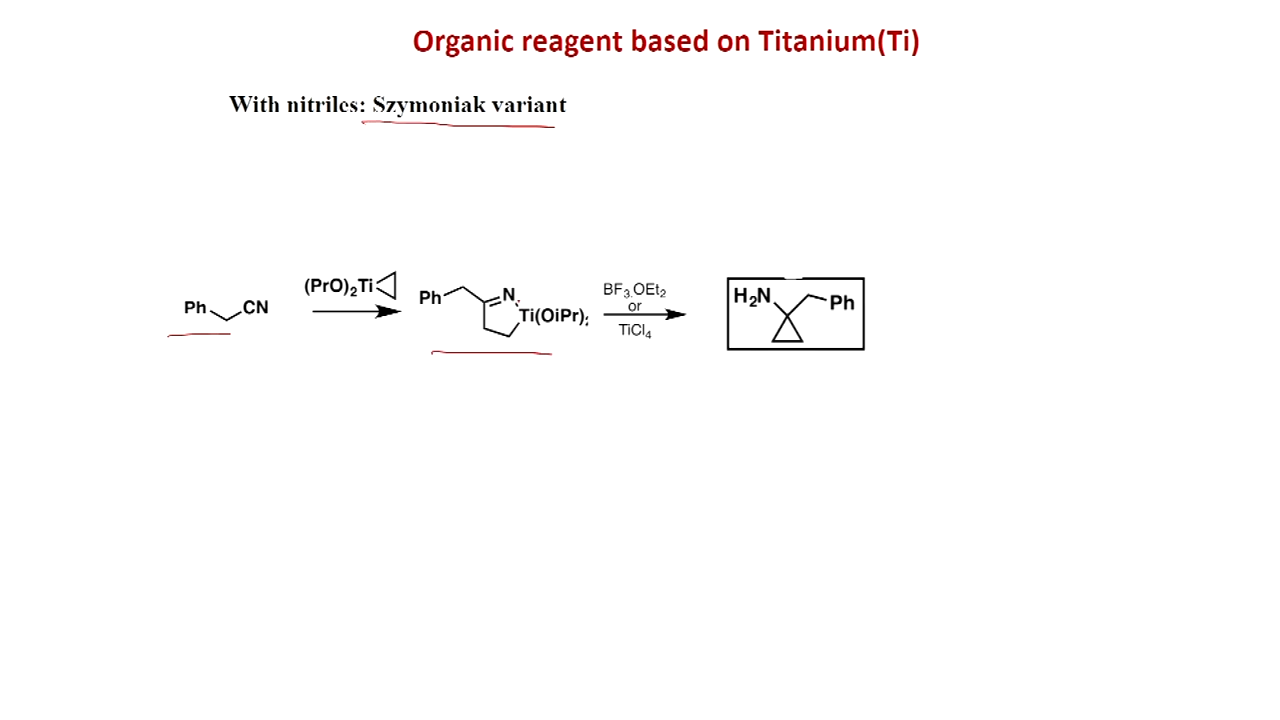 Organic reagent based on Titanium(Ti)
With nitriles: Szymoniak variant
Ph CN
(PrO)₂Ti
Ph N Ti(OiPr)₂
BF₃.OEt₂
or
TiCl₄
H₂N Ph